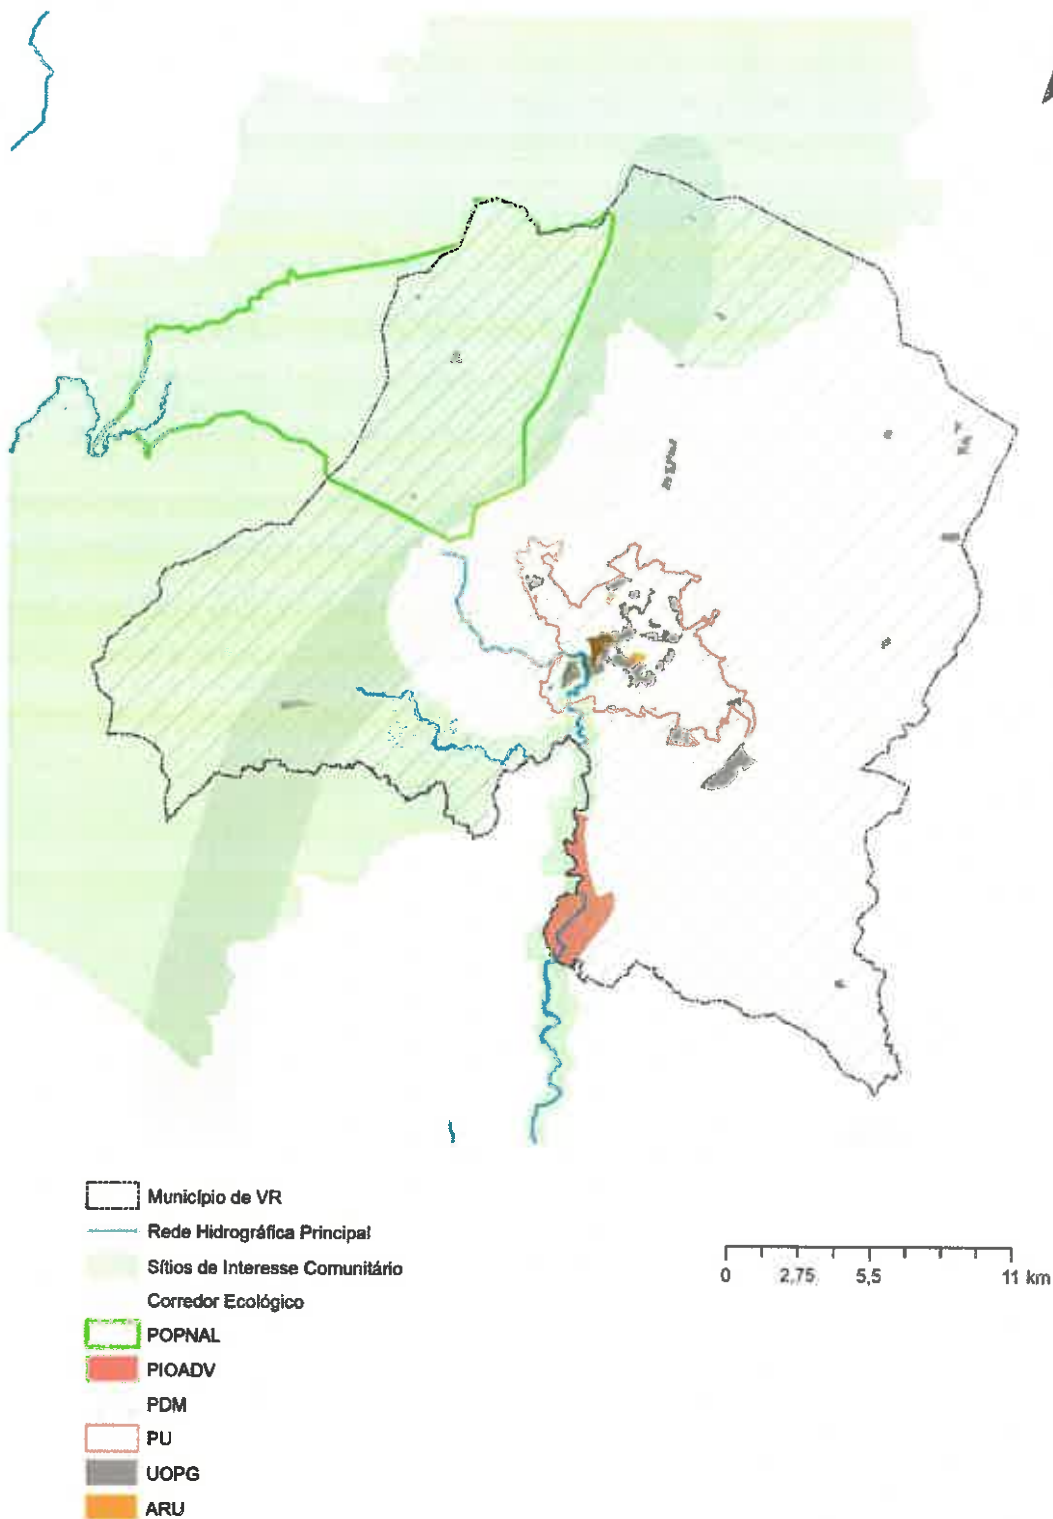 Município de VR
Rede Hidrográfica Principal
Sítios de Interesse Comunitário
Corredor Ecológico
POPNAL
PIOADV
PDM
PU
UOPG
ARU
0 2,75 5,5 11 km